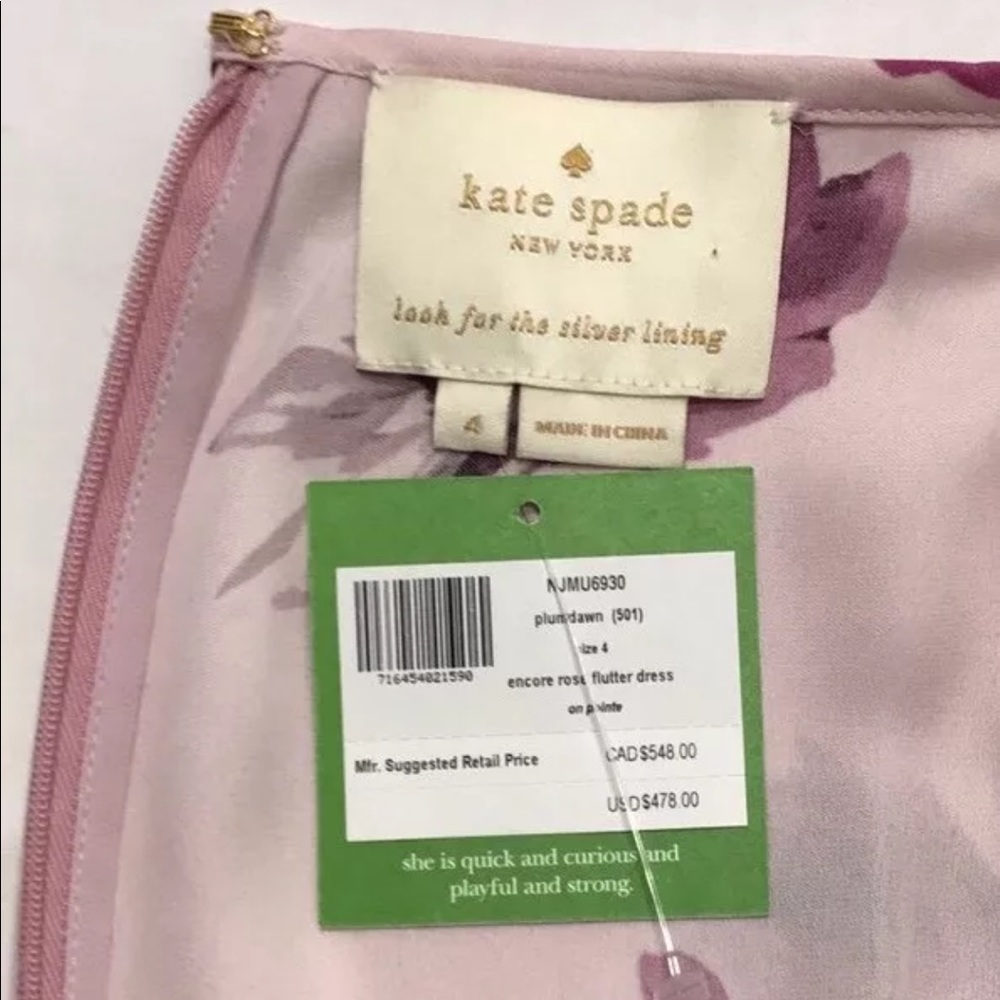 kate spade
NEW YORK
look for the silver lining
4
MADE IN CHINA
NJMU6930
plum dawn (501)
size 4
716454021590
encore rose flutter dress
on pointe
Mfr. Suggested Retail Price CAD$548.00
USD$478.00
she is quick and curious and
playful and strong.